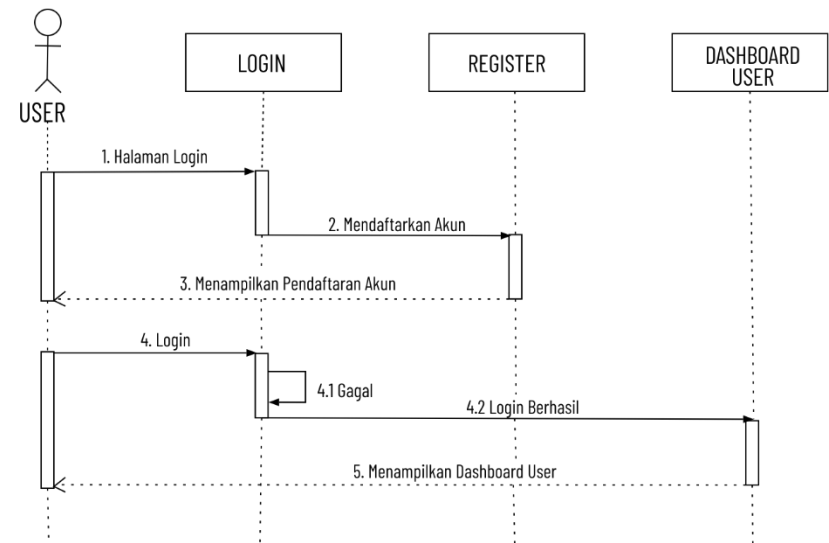 LOGIN
REGISTER
DASHBOARD
USER
USER
1. Halaman Login
2. Mendaftarkan Akun
3. Menampilkan Pendaftaran Akun
4. Login
4.1 Gagal
4.2 Login Berhasil
5. Menampilkan Dashboard User